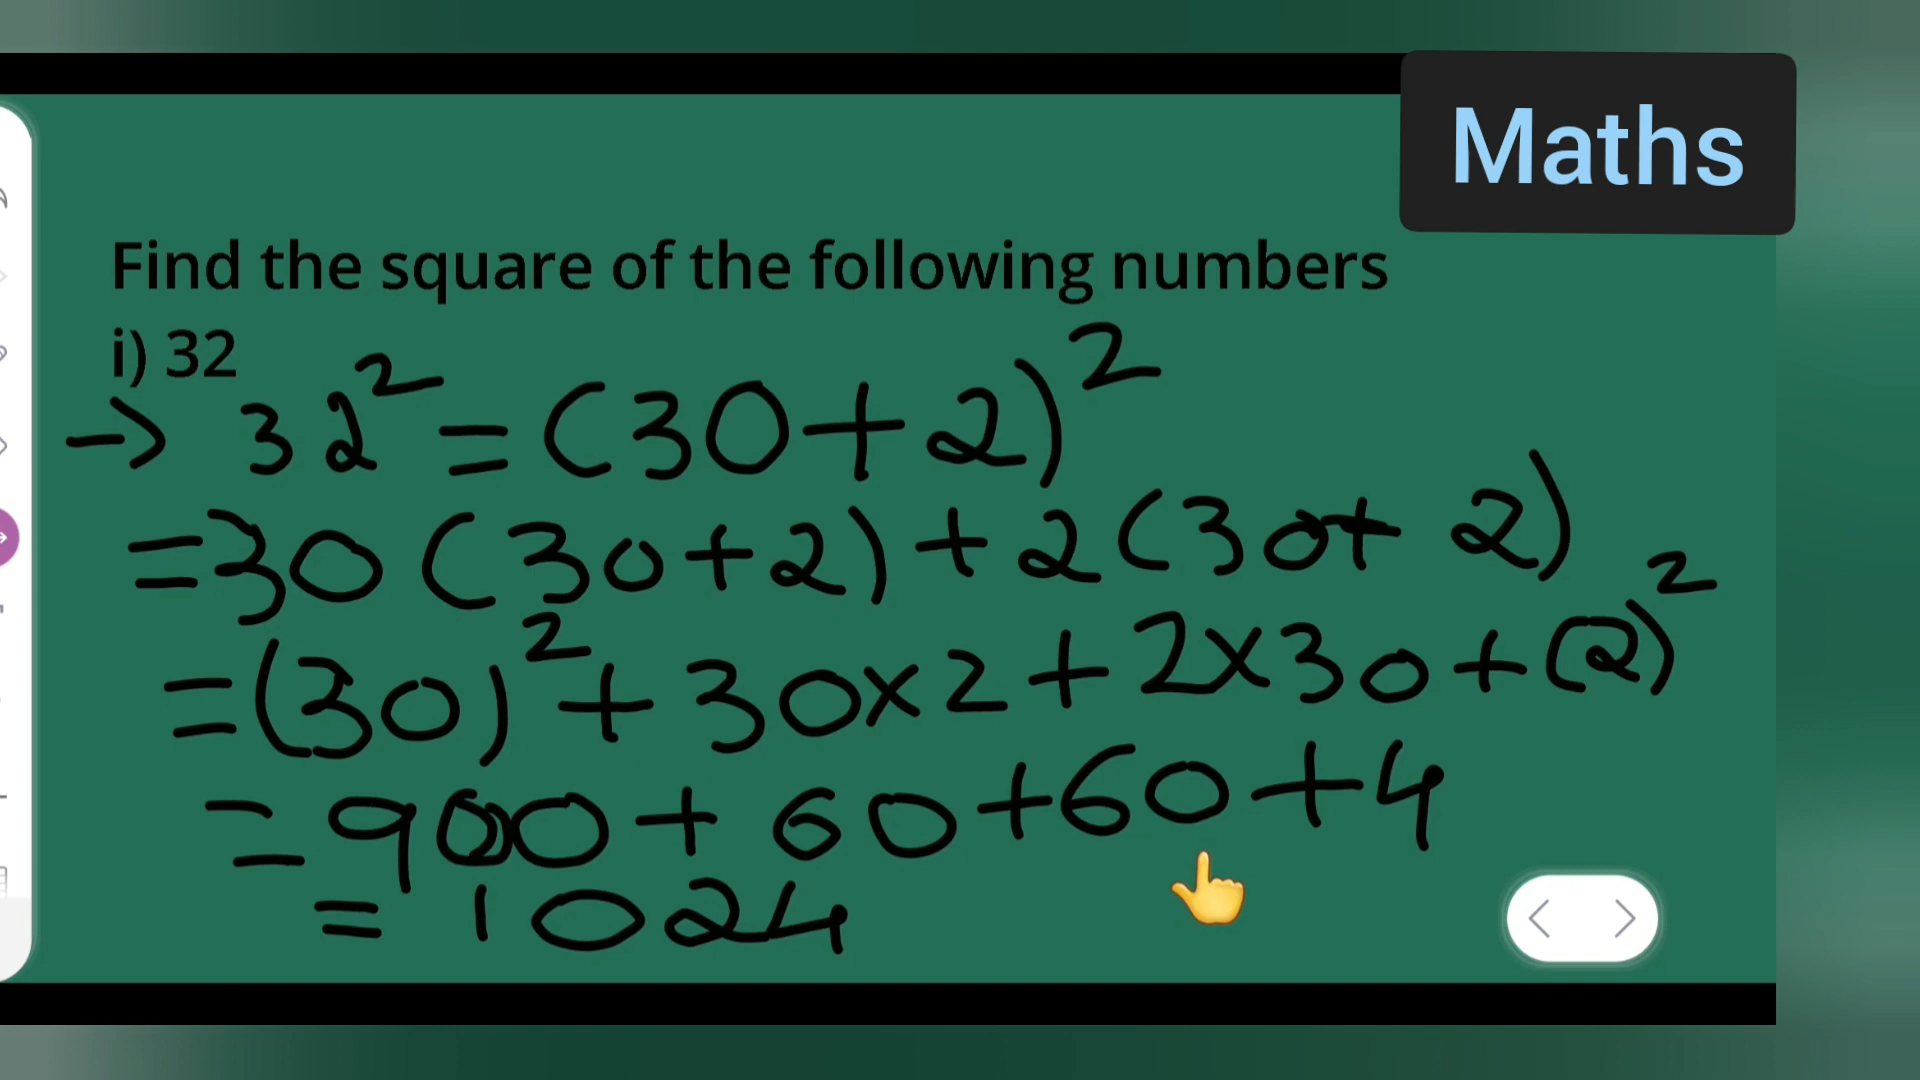 Maths
Find the square of the following numbers
i) 32
→ 32² = (30+2)²
=30(30+2)+2(30+2)
=(30)²+30×2+2×30+(2)²
=900+60+60+4
=1024